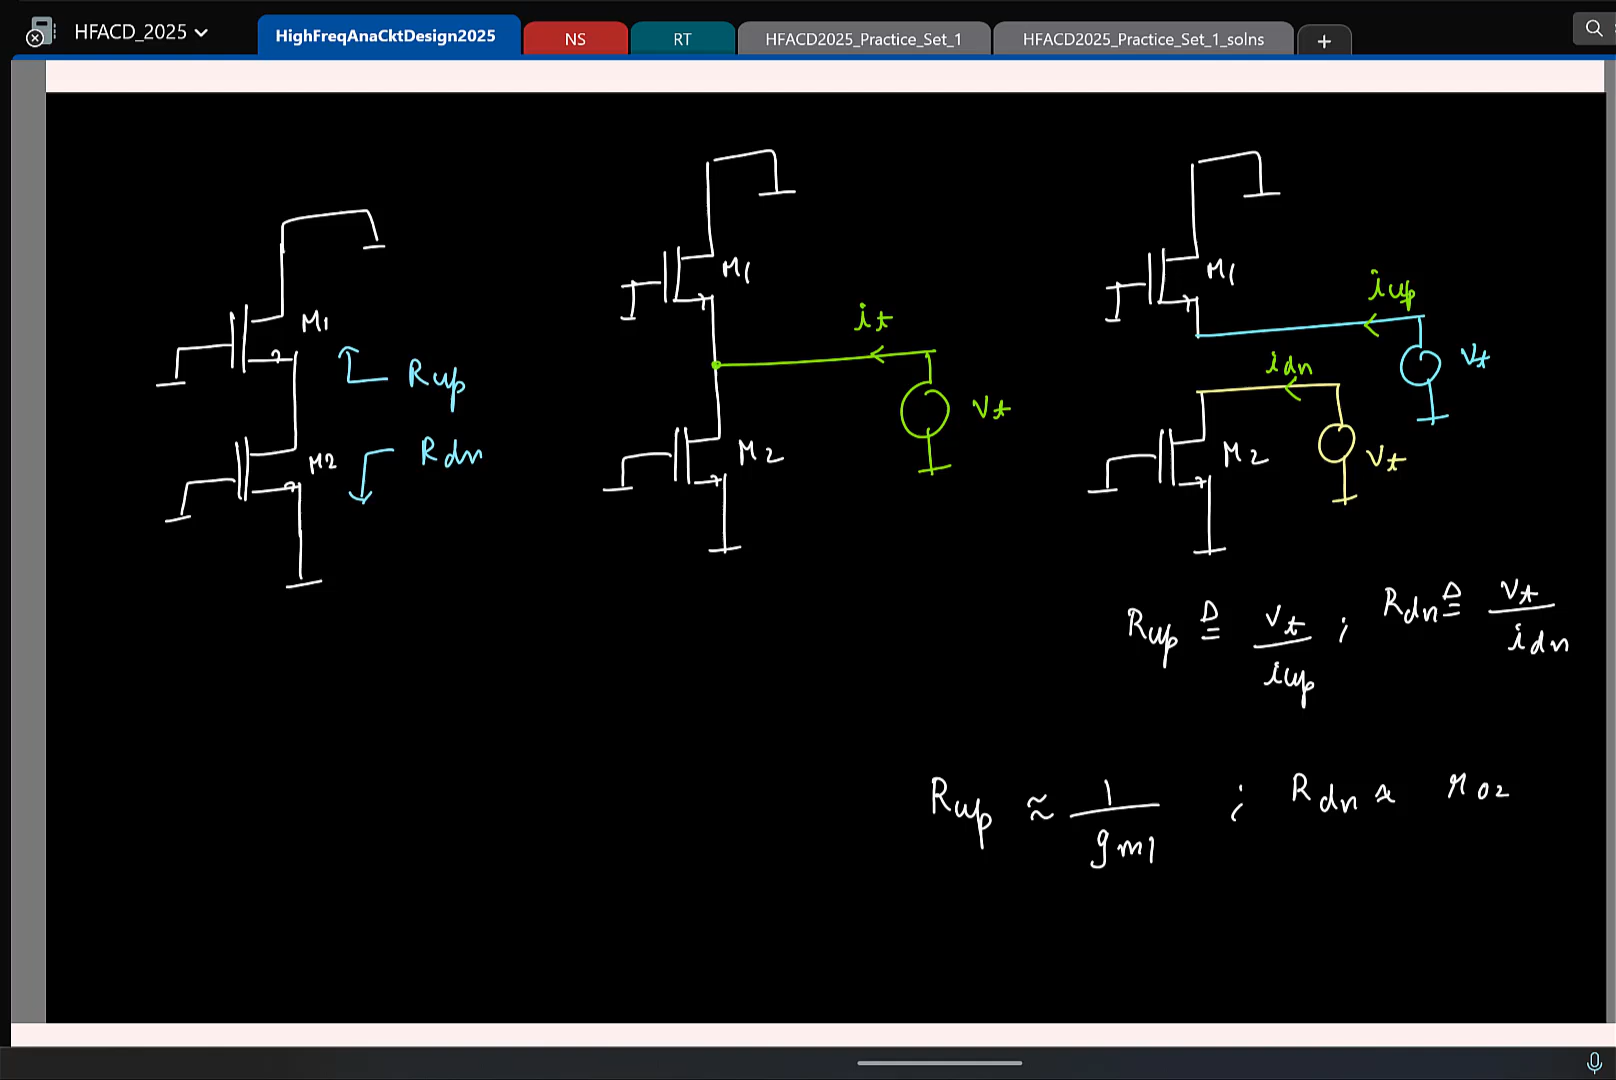 HFACD_2025
HighFreqAnaCktDesign2025
NS
RT
HFACD2025_Practice_Set_1
HFACD2025_Practice_Set_1_solns
+
M1
Rup
Rdn
M2
M1
it
vt
M2
M1
iup
vt
idn
M2
vt
Rup ≜ vt / iup ; Rdn ≜ vt / idn
Rup ≈ 1 / gm1 ; Rdn ≈ ro2